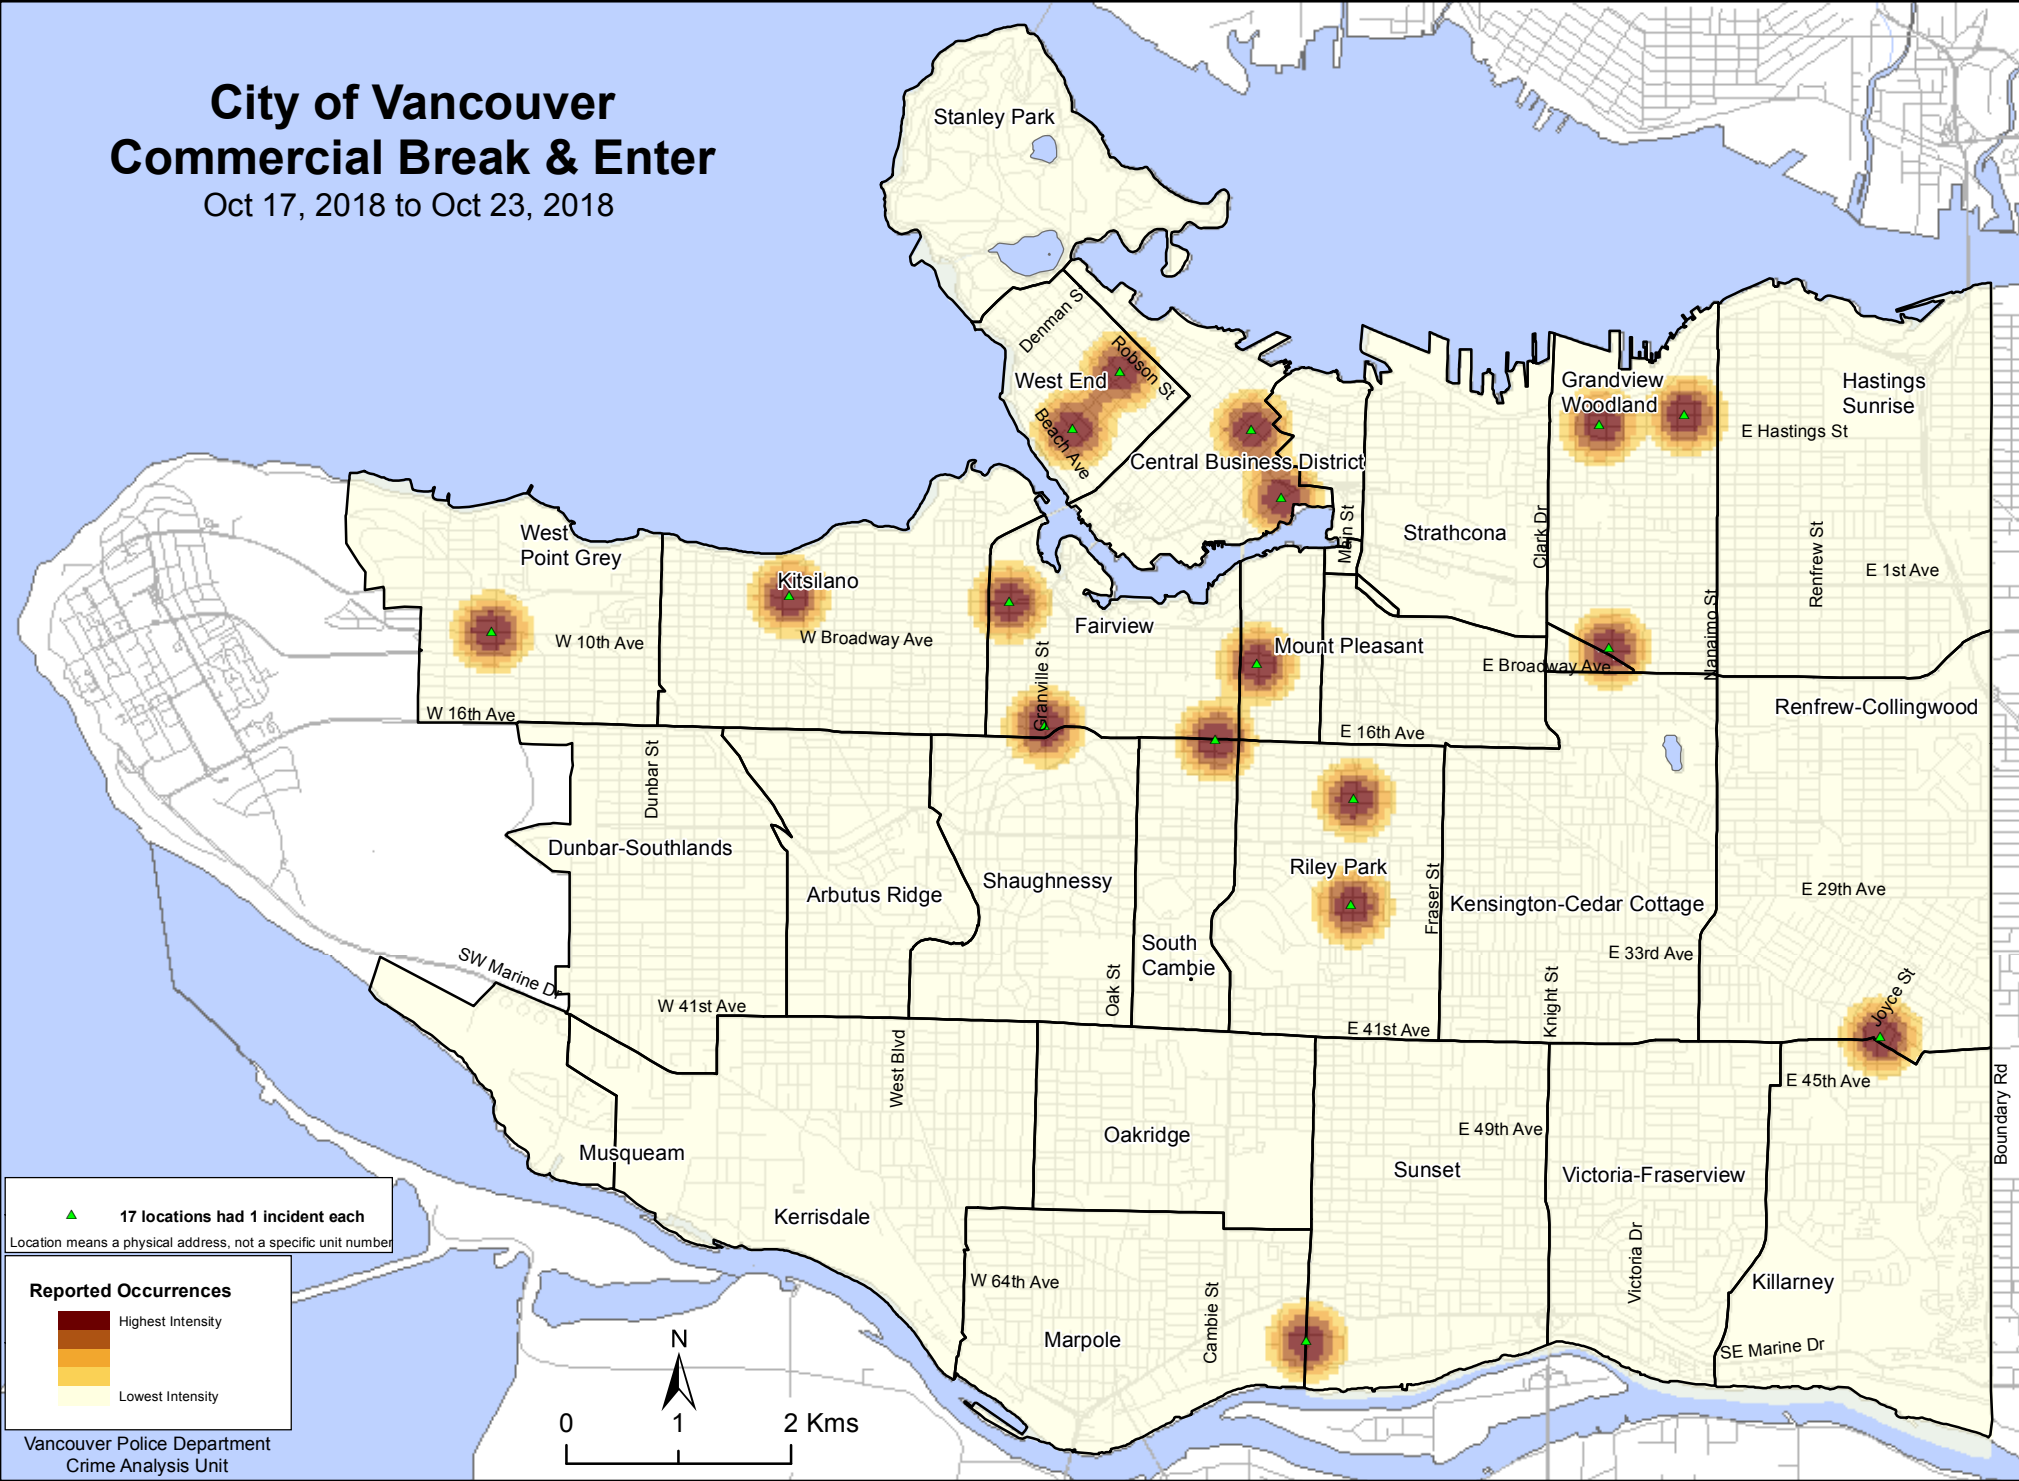 City of Vancouver
Commercial Break & Enter
Oct 17, 2018 to Oct 23, 2018
Stanley Park
Denman S
Robson St
West End
Beach Ave
Central Business District
Grandview
Woodland
Hastings
Sunrise
E Hastings St
West
Point Grey
Kitsilano
Main St
Strathcona
Clark Dr
Renfrew St
E 1st Ave
W 10th Ave
W Broadway Ave
Fairview
Granville St
Mount Pleasant
E Broadway Ave
Nanaimo St
W 16th Ave
E 16th Ave
Renfrew-Collingwood
Dunbar St
Dunbar-Southlands
Arbutus Ridge
Shaughnessy
Riley Park
Fraser St
Kensington-Cedar Cottage
E 29th Ave
South
Cambie
E 33rd Ave
SW Marine Dr
W 41st Ave
Oak St
E 41st Ave
Knight St
Joyce St
West Blvd
E 45th Ave
Boundary Rd
Musqueam
Oakridge
E 49th Ave
Sunset
Victoria-Fraserview
Kerrisdale
Victoria Dr
W 64th Ave
Cambie St
Killarney
Marpole
SE Marine Dr
17 locations had 1 incident each
Location means a physical address, not a specific unit number
Reported Occurrences
Highest Intensity
Lowest Intensity
Vancouver Police Department
Crime Analysis Unit
N
0 1 2 Kms